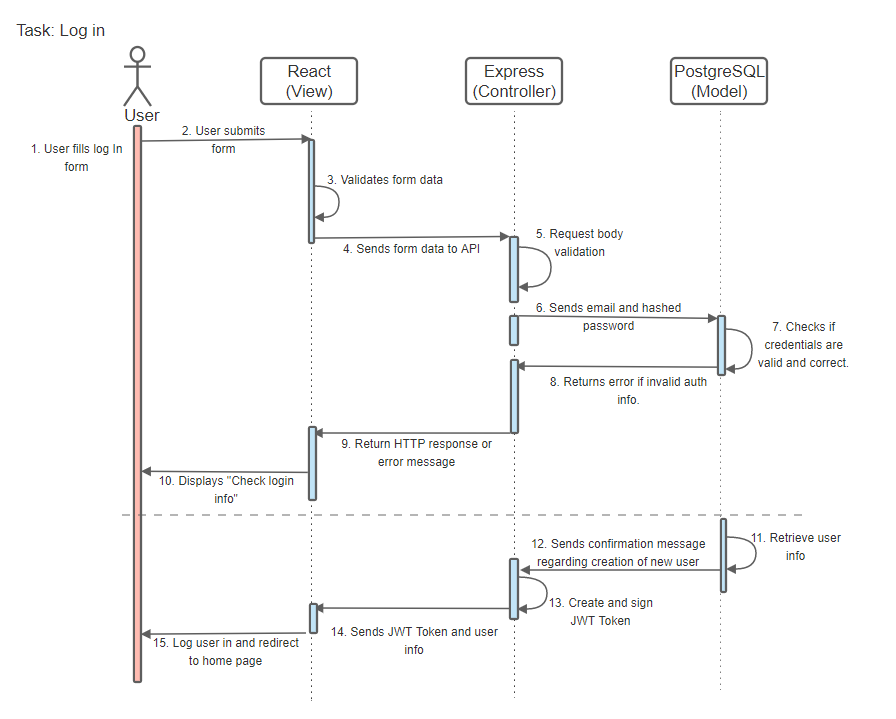 Task: Log in
React
(View)
Express
(Controller)
PostgreSQL
(Model)
User
1. User fills log In
form
2. User submits
form
3. Validates form data
4. Sends form data to API
5. Request body
validation
6. Sends email and hashed
password
7. Checks if
credentials are
valid and correct.
8. Returns error if invalid auth
info.
9. Return HTTP response or
error message
10. Displays "Check login
info"
11. Retrieve user
info
12. Sends confirmation message
regarding creation of new user
13. Create and sign
JWT Token
14. Sends JWT Token and user
info
15. Log user in and redirect
to home page